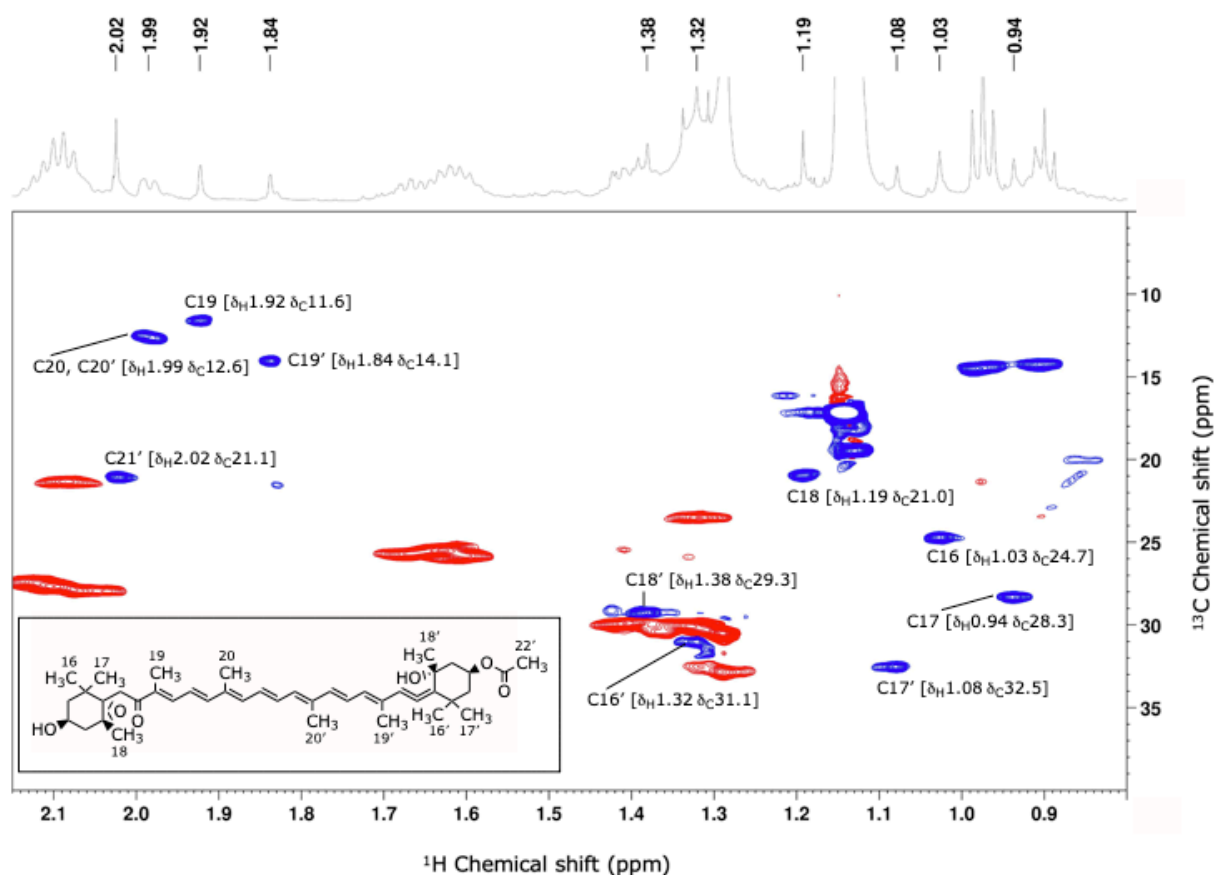 2.02
1.99
1.92
1.84
1.38
1.32
1.19
1.08
1.03
0.94
C19 [δH1.92 δC11.6]
C20, C20′ [δH1.99 δC12.6]
C19′ [δH1.84 δC14.1]
C21′ [δH2.02 δC21.1]
C18 [δH1.19 δC21.0]
C16 [δH1.03 δC24.7]
C18′ [δH1.38 δC29.3]
C17 [δH0.94 δC28.3]
C16′ [δH1.32 δC31.1]
C17′ [δH1.08 δC32.5]
16
17
19
20
18′
22′
CH3
H3C
CH3
CH3
CH3
H3C
OH
O
CH3
O
O
O
HO
CH3
18
CH3
20′
CH3
19′
H3C
16′
CH3
17′
10
15
20
25
30
35
13C Chemical shift (ppm)
2.1
2.0
1.9
1.8
1.7
1.6
1.5
1.4
1.3
1.2
1.1
1.0
0.9
1H Chemical shift (ppm)